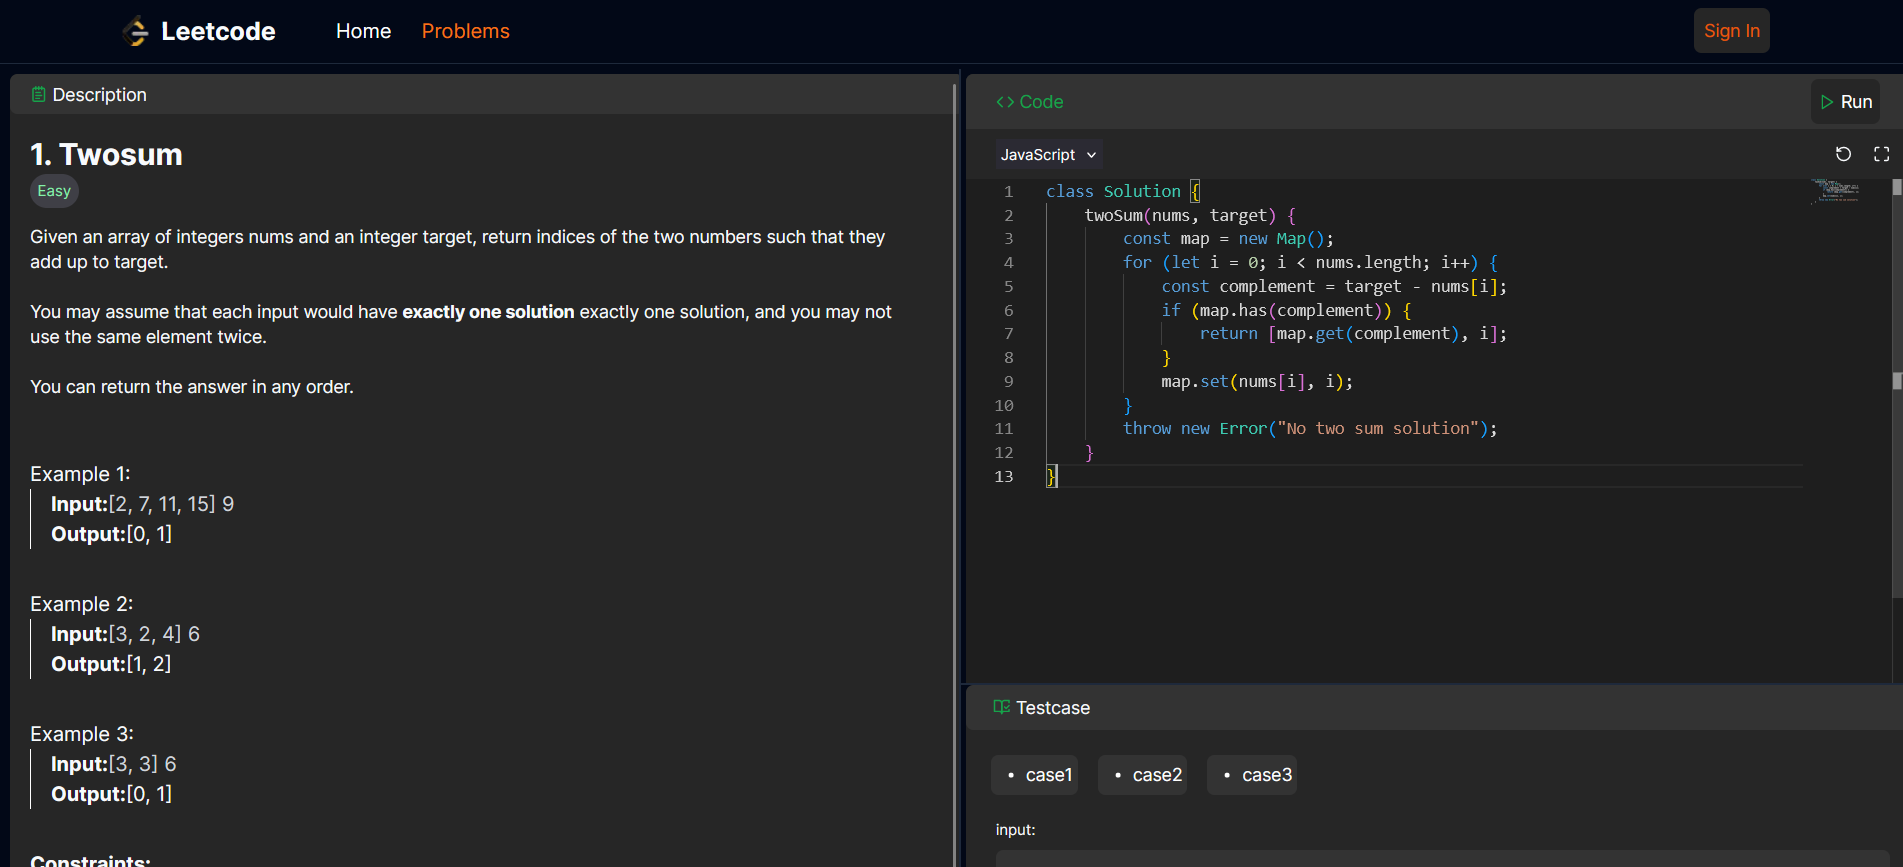 Leetcode
Home
Problems
Sign In
Description
1. Twosum
Easy
Given an array of integers nums and an integer target, return indices of the two numbers such that they
add up to target.
You may assume that each input would have exactly one solution exactly one solution, and you may not
use the same element twice.
You can return the answer in any order.
Example 1:
Input:[2, 7, 11, 15] 9
Output:[0, 1]
Example 2:
Input:[3, 2, 4] 6
Output:[1, 2]
Example 3:
Input:[3, 3] 6
Output:[0, 1]
Constraints:
<> Code
Run
JavaScript
1 class Solution {
2 twoSum(nums, target) {
3 const map = new Map();
4 for (let i = 0; i < nums.length; i++) {
5 const complement = target - nums[i];
6 if (map.has(complement)) {
7 return [map.get(complement), i];
8 }
9 map.set(nums[i], i);
10 }
11 throw new Error("No two sum solution");
12 }
13 }
Testcase
• case1
• case2
• case3
input: